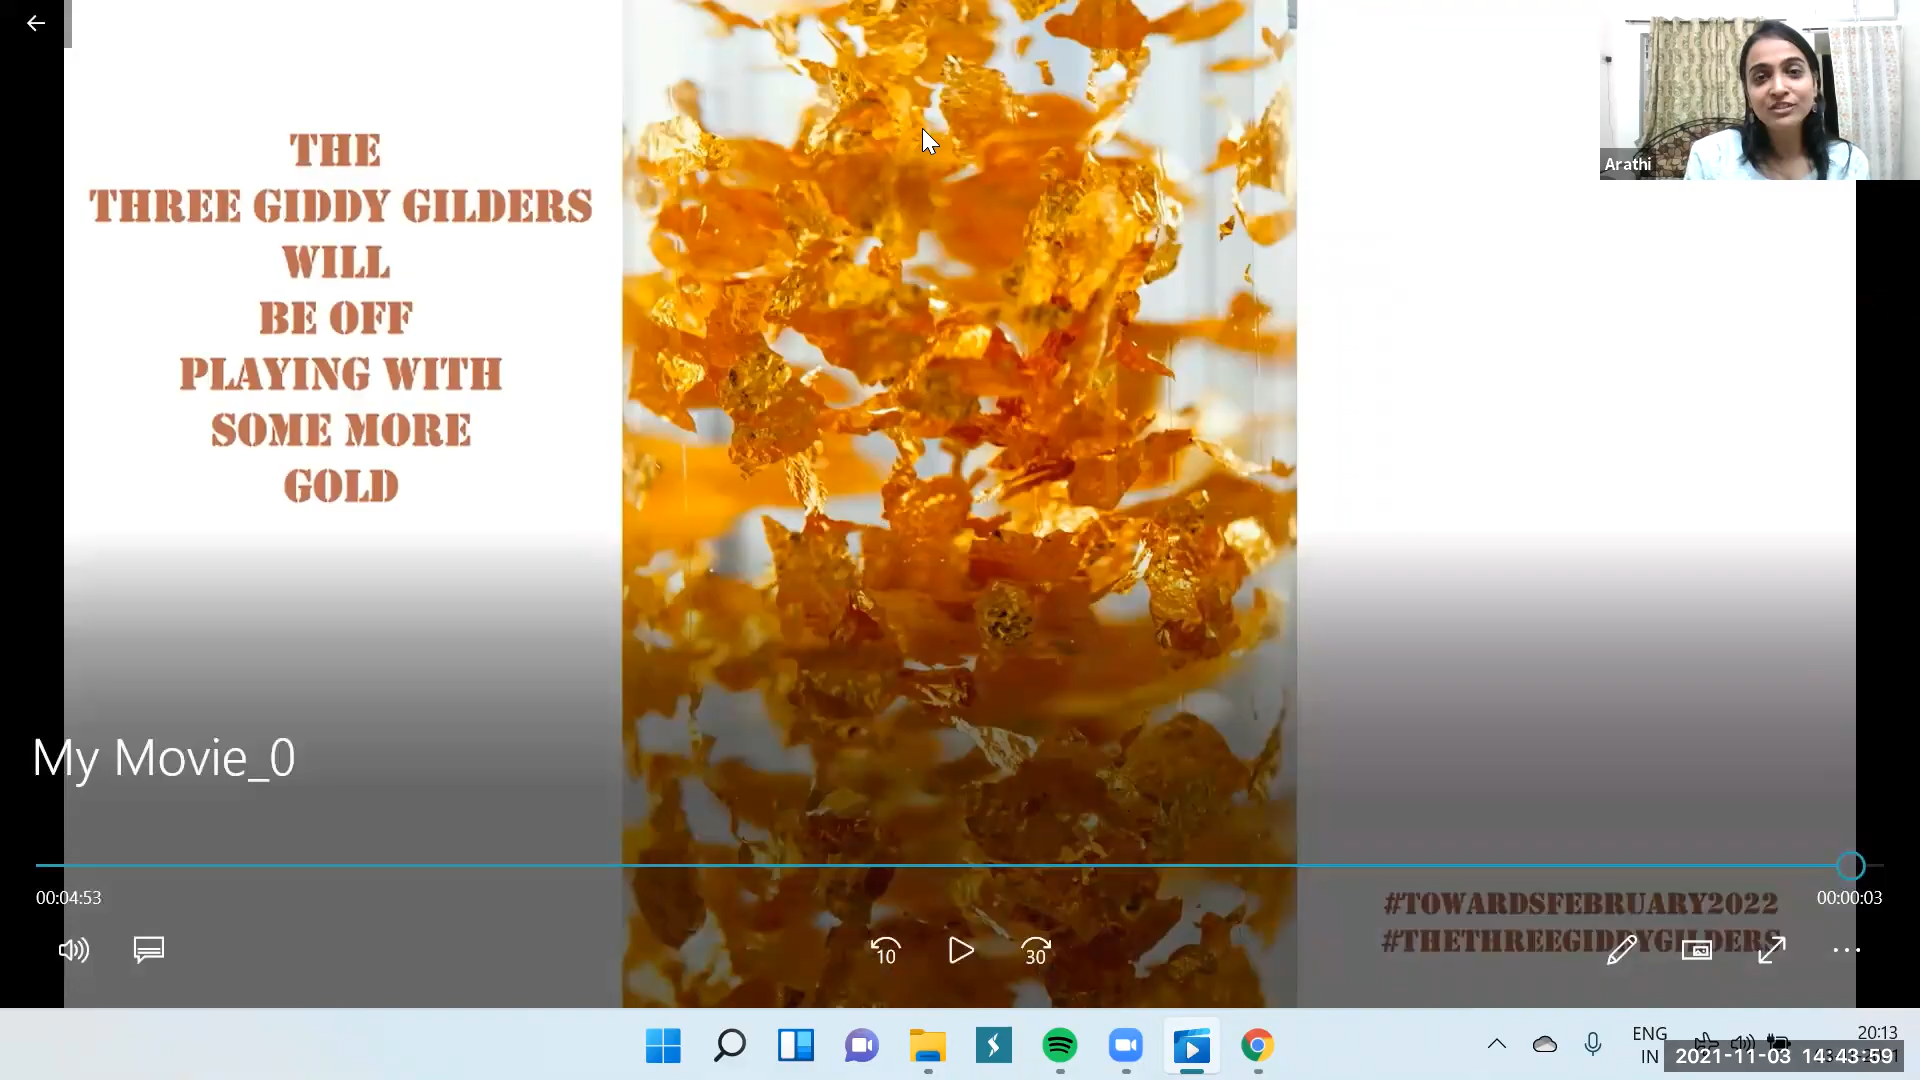 THE
THREE GIDDY GILDERS
WILL
BE OFF
PLAYING WITH
SOME MORE
GOLD
Arathi
My Movie_0
00:04:53
00:00:03
#TOWARDSFEBRUARY2022
#THETHREEGIDDYGILDERS
10
30
ENG
IN
20:13
2021-11-03 14:43:59